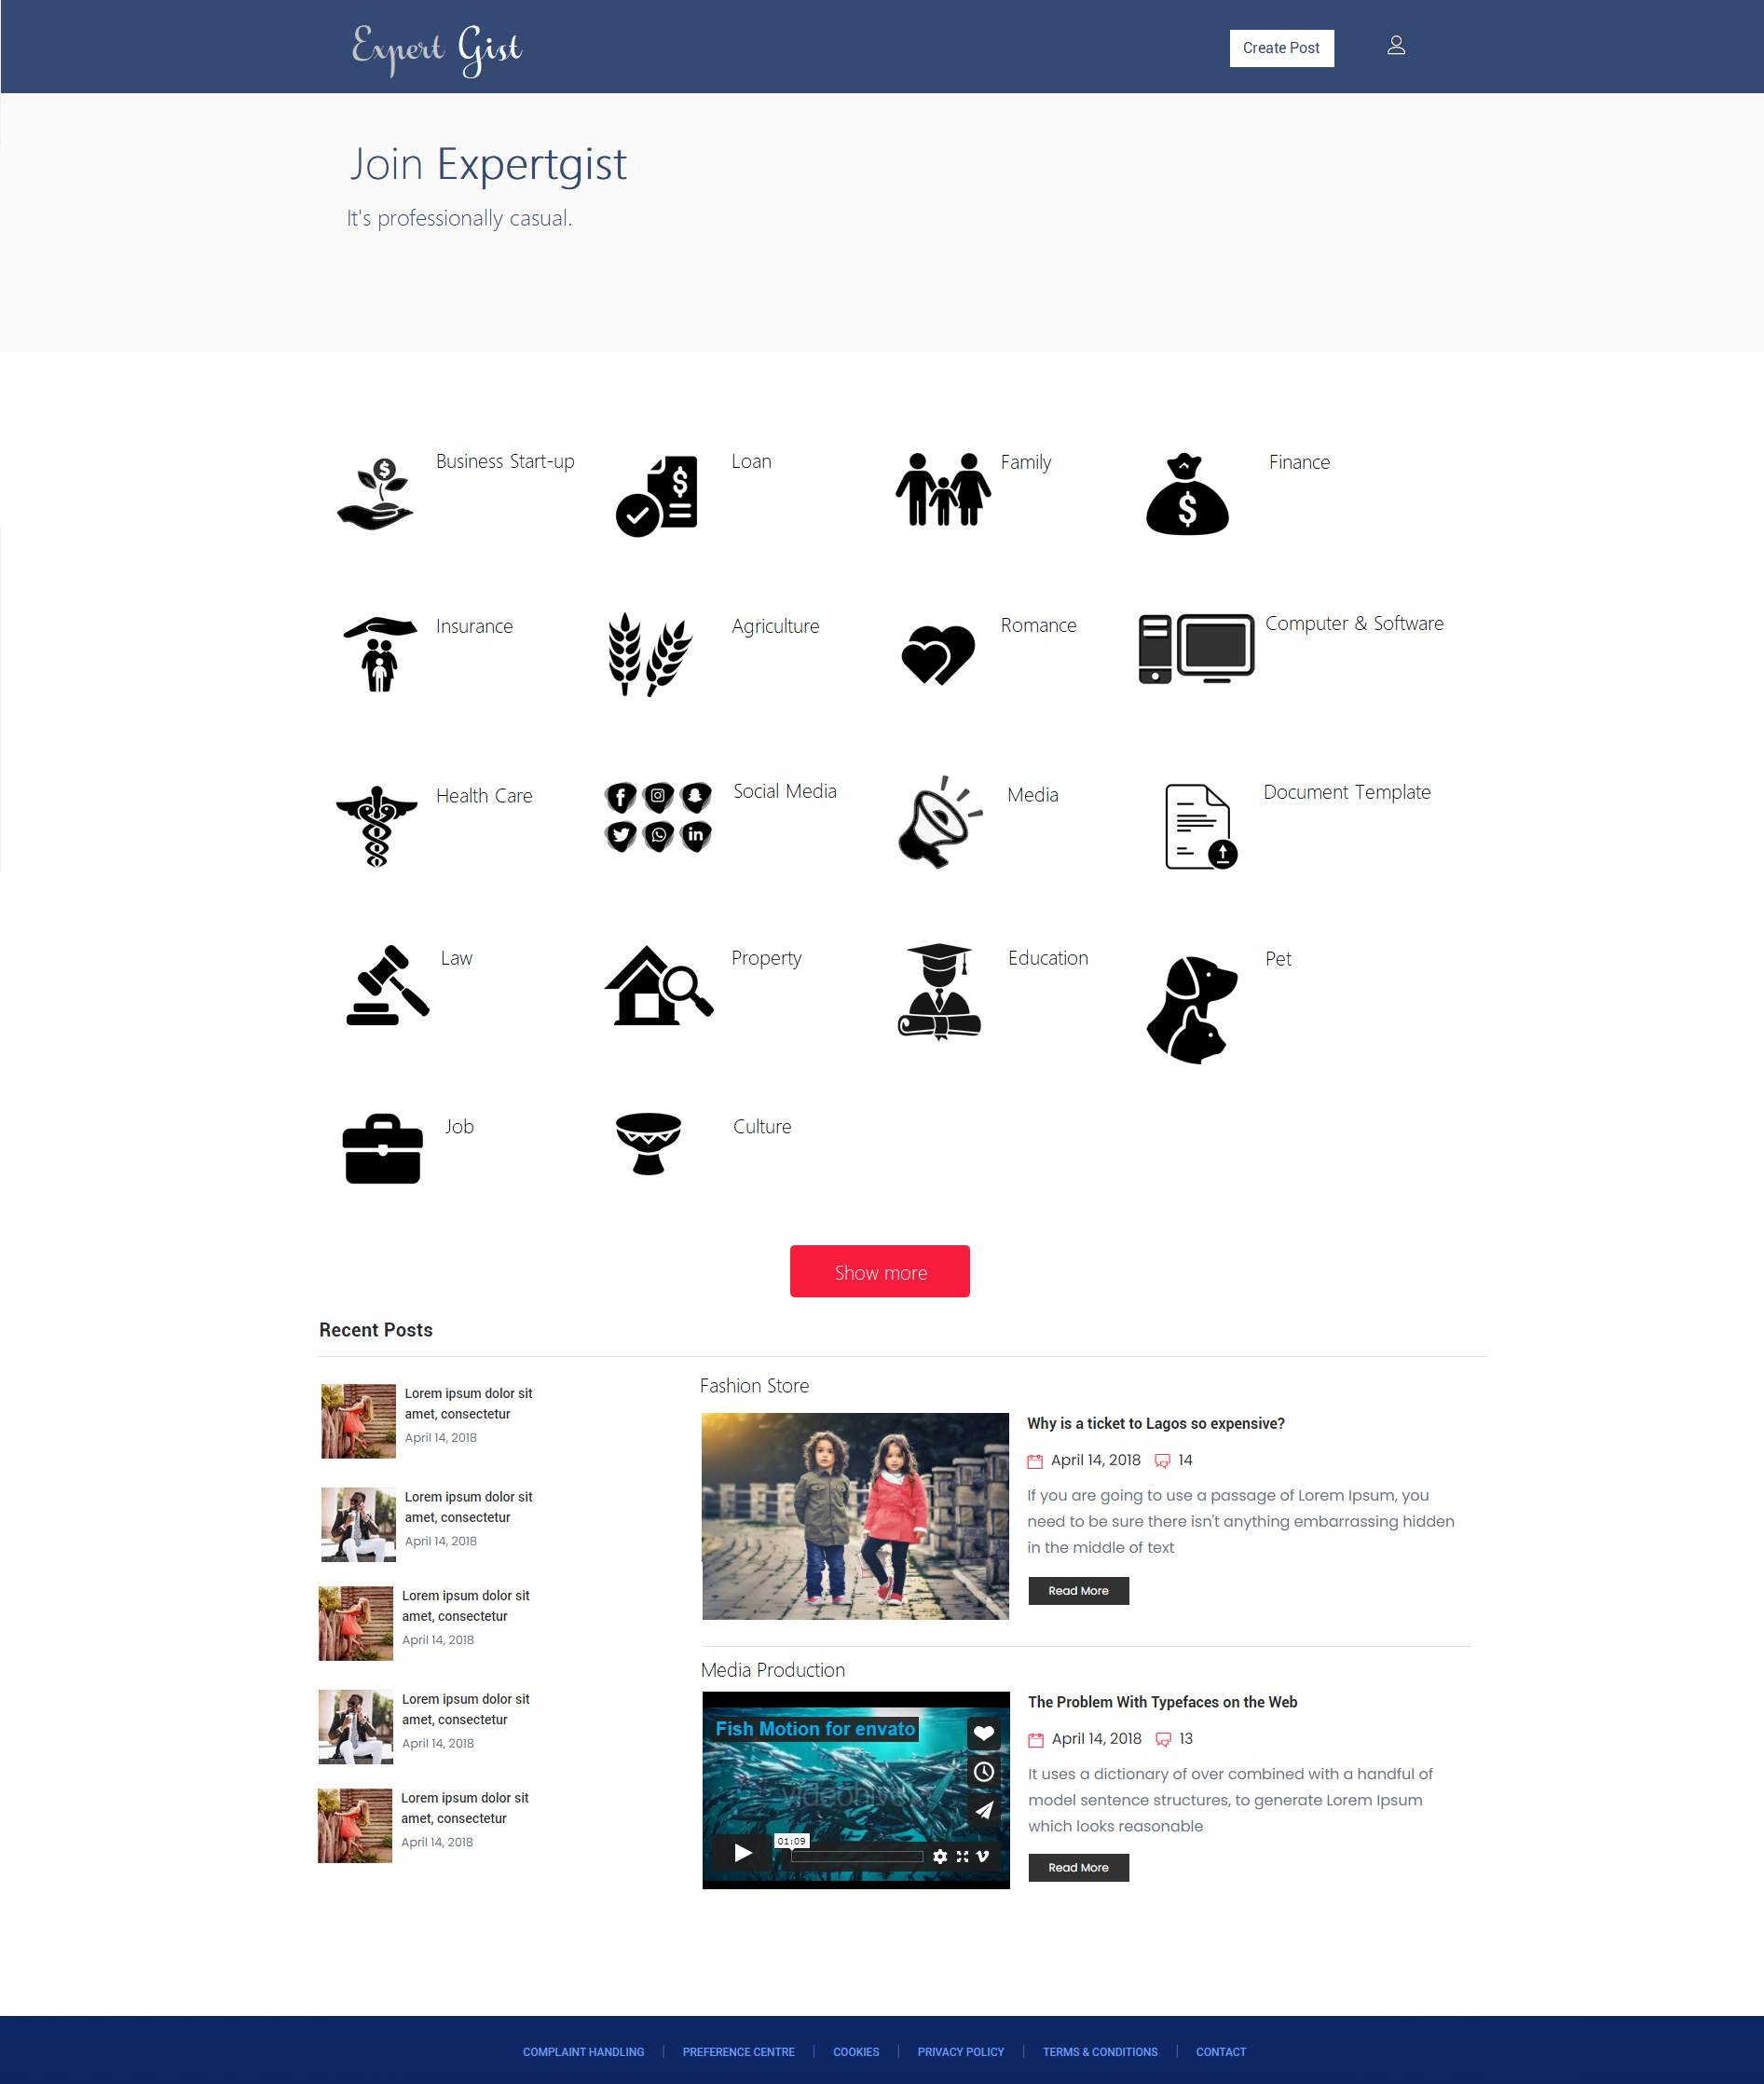 Expert Gist
Create Post
Join Expertgist
It's professionally casual.
Business Start-up
Loan
Family
Finance
Insurance
Agriculture
Romance
Computer & Software
Health Care
Social Media
Media
Document Template
Law
Property
Education
Pet
Job
Culture
Show more
Recent Posts
Lorem ipsum dolor sit
amet, consectetur
April 14, 2018
Lorem ipsum dolor sit
amet, consectetur
April 14, 2018
Lorem ipsum dolor sit
amet, consectetur
April 14, 2018
Lorem ipsum dolor sit
amet, consectetur
April 14, 2018
Lorem ipsum dolor sit
amet, consectetur
April 14, 2018
Fashion Store
Why is a ticket to Lagos so expensive?
April 14, 2018 14
If you are going to use a passage of Lorem Ipsum, you
need to be sure there isn't anything embarrassing hidden
in the middle of text
Read More
Media Production
Fish Motion for envato
videohive
01:09
The Problem With Typefaces on the Web
April 14, 2018 13
It uses a dictionary of over combined with a handful of
model sentence structures, to generate Lorem Ipsum
which looks reasonable
Read More
COMPLAINT HANDLING | PREFERENCE CENTRE | COOKIES | PRIVACY POLICY | TERMS & CONDITIONS | CONTACT